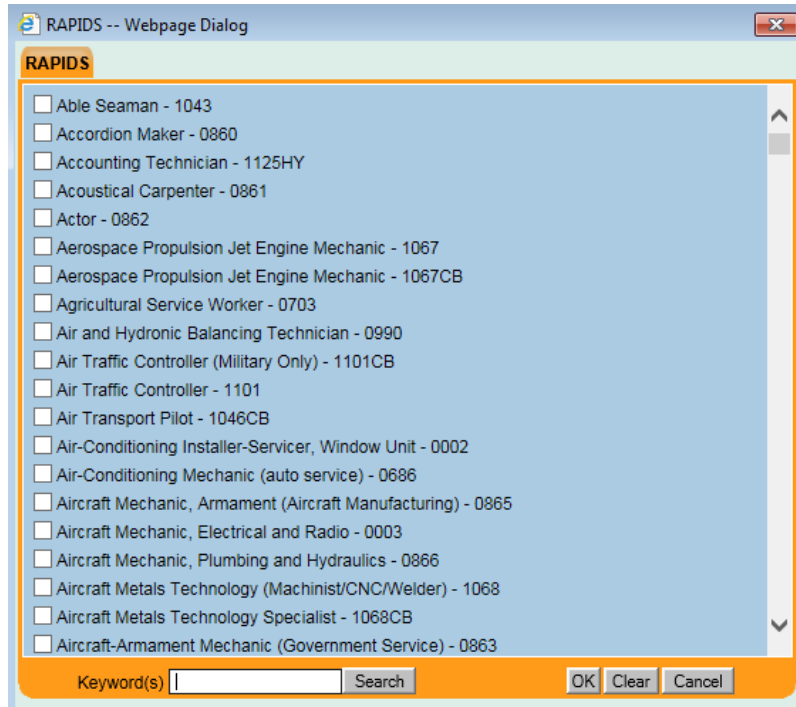 RAPIDS -- Webpage Dialog
RAPIDS
Able Seaman - 1043
Accordion Maker - 0860
Accounting Technician - 1125HY
Acoustical Carpenter - 0861
Actor - 0862
Aerospace Propulsion Jet Engine Mechanic - 1067
Aerospace Propulsion Jet Engine Mechanic - 1067CB
Agricultural Service Worker - 0703
Air and Hydronic Balancing Technician - 0990
Air Traffic Controller (Military Only) - 1101CB
Air Traffic Controller - 1101
Air Transport Pilot - 1046CB
Air-Conditioning Installer-Servicer, Window Unit - 0002
Air-Conditioning Mechanic (auto service) - 0686
Aircraft Mechanic, Armament (Aircraft Manufacturing) - 0865
Aircraft Mechanic, Electrical and Radio - 0003
Aircraft Mechanic, Plumbing and Hydraulics - 0866
Aircraft Metals Technology (Machinist/CNC/Welder) - 1068
Aircraft Metals Technology Specialist - 1068CB
Aircraft-Armament Mechanic (Government Service) - 0863
Keyword(s) Search OK Clear Cancel